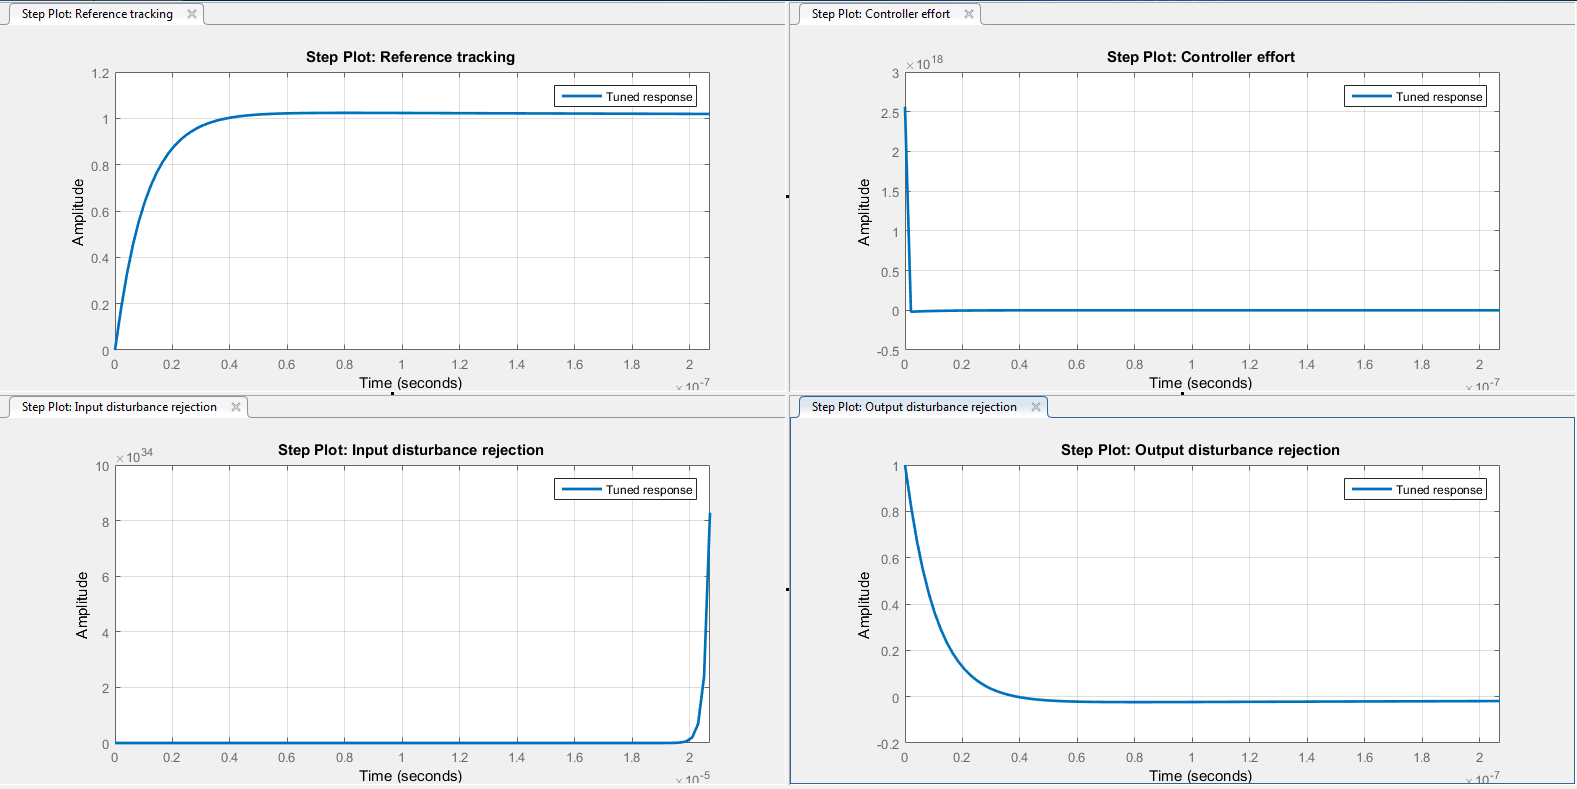 Step Plot: Reference tracking
Step Plot: Reference tracking
Tuned response
Amplitude
1.2
1
0.8
0.6
0.4
0.2
0
0 0.2 0.4 0.6 0.8 1 1.2 1.4 1.6 1.8 2
×10-7
Time (seconds)
Step Plot: Controller effort
Step Plot: Controller effort
×10^18
Tuned response
Amplitude
3
2.5
2
1.5
1
0.5
0
-0.5
0 0.2 0.4 0.6 0.8 1 1.2 1.4 1.6 1.8 2
×10-7
Time (seconds)
Step Plot: Input disturbance rejection
Step Plot: Input disturbance rejection
×10^34
Tuned response
Amplitude
10
8
6
4
2
0
0 0.2 0.4 0.6 0.8 1 1.2 1.4 1.6 1.8 2
×10-5
Time (seconds)
Step Plot: Output disturbance rejection
Step Plot: Output disturbance rejection
Tuned response
Amplitude
1
0.8
0.6
0.4
0.2
0
-0.2
0 0.2 0.4 0.6 0.8 1 1.2 1.4 1.6 1.8 2
×10-7
Time (seconds)